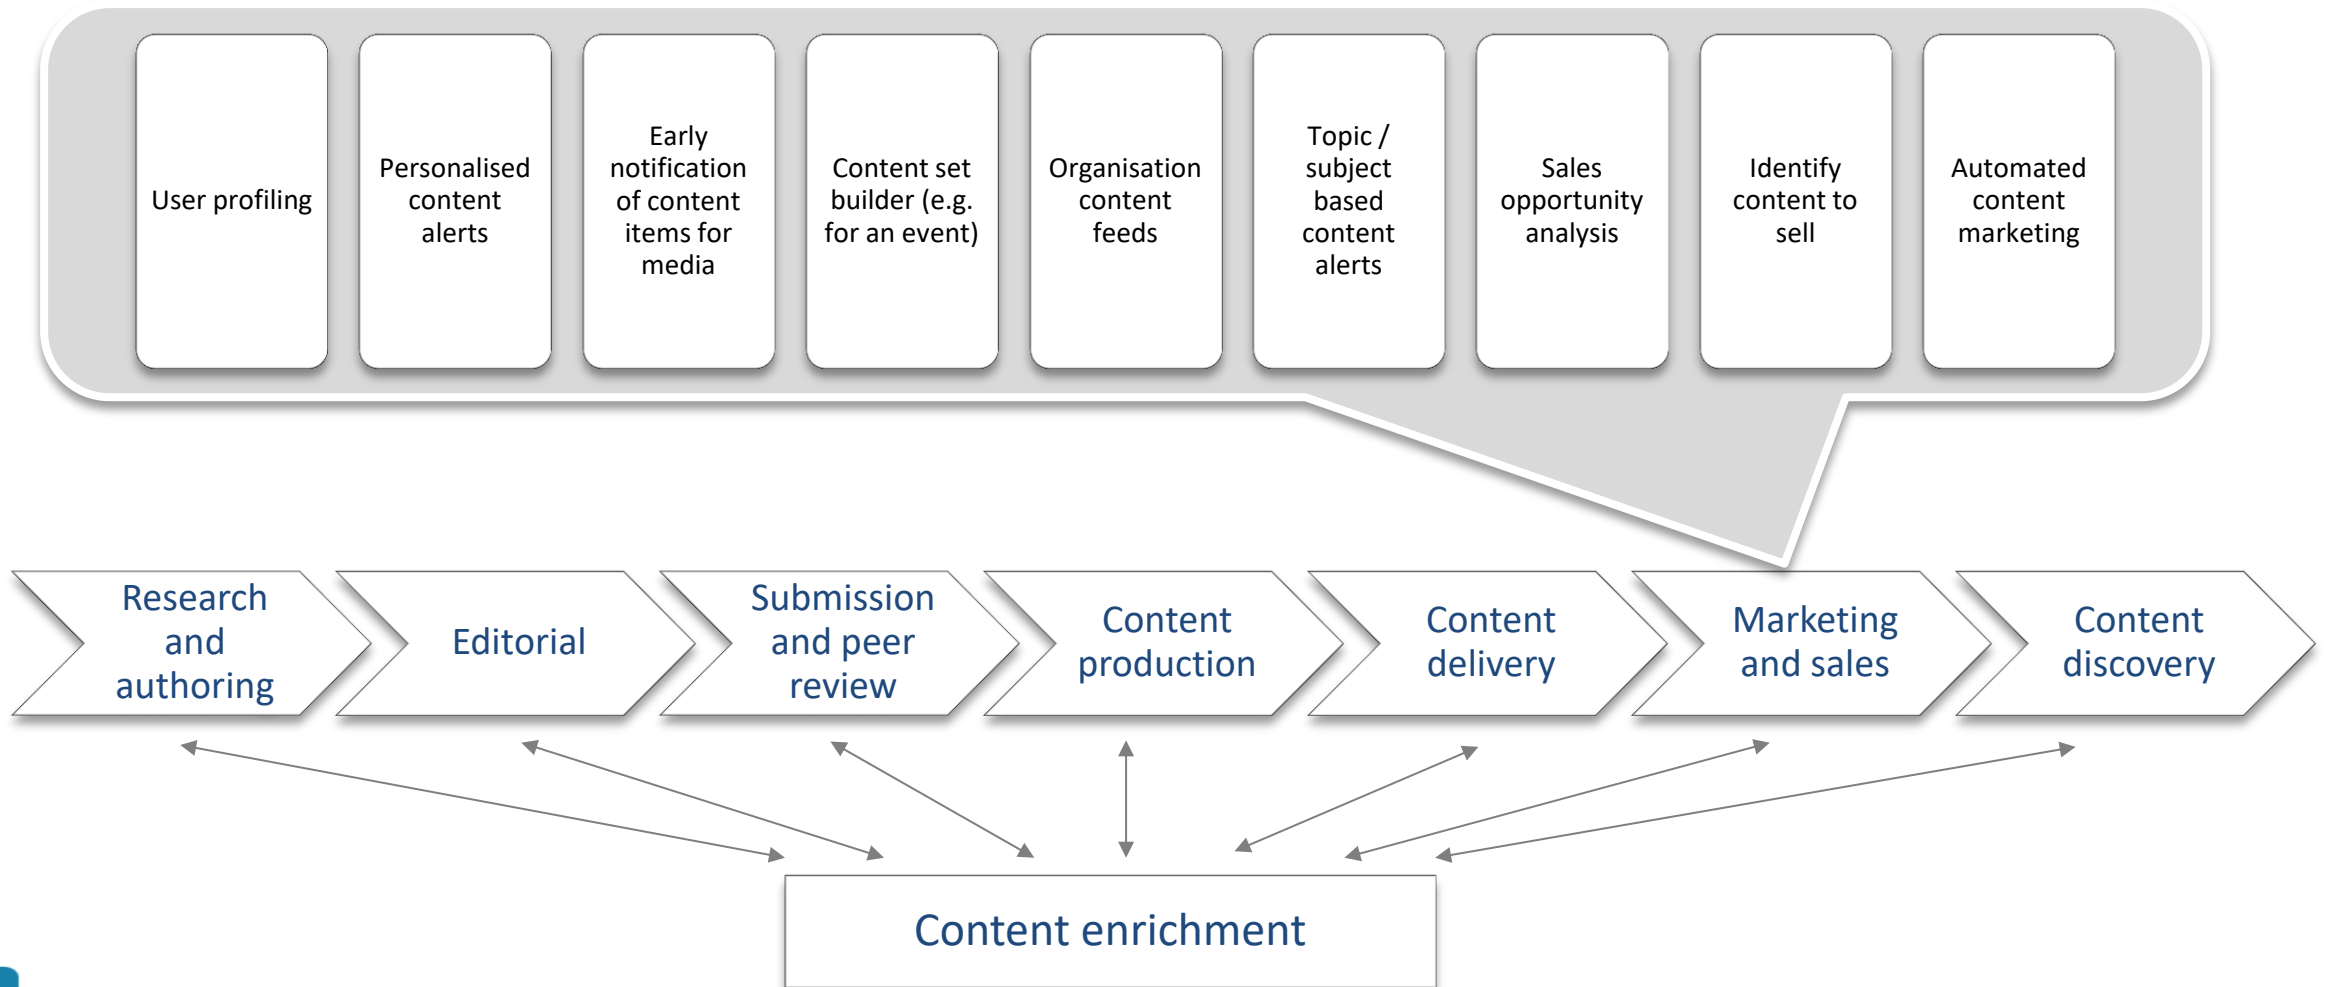 User profiling
Personalised
content
alerts
Early
notification
of content
items for
media
Content set
builder (e.g.
for an event)
Organisation
content
feeds
Topic /
subject
based
content
alerts
Sales
opportunity
analysis
Identify
content to
sell
Automated
content
marketing
Research
and
authoring
Editorial
Submission
and peer
review
Content
production
Content
delivery
Marketing
and sales
Content
discovery
Content enrichment